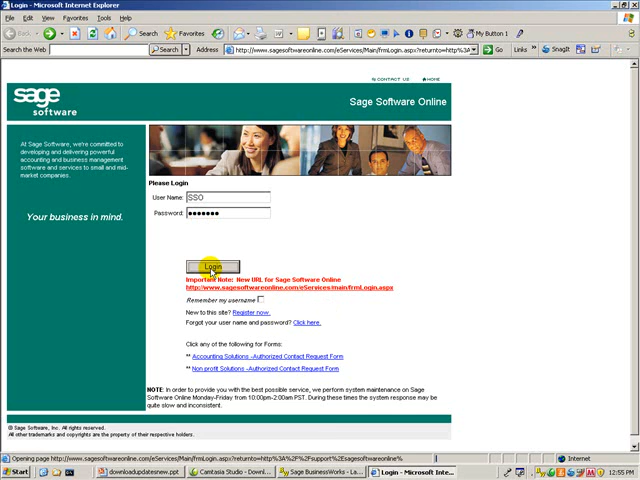 Login - Microsoft Internet Explorer
File Edit View Favorites Tools Help
Back Search Favorites My Button 1
Search the Web Search Address http://www.sagesoftwareonline.com/eServices/Main/frmLogin.aspx?returnto=http%3A% Go Links SnagIt
CONTACT US HOME
sage
software
Sage Software Online
At Sage Software, we're committed to
developing and delivering powerful
accounting and business management
software and services to small and mid-
market companies.
Your business in mind.
Please Login
User Name: SSO
Password: •••••••
Login
Important Note: New URL for Sage Software Online
http://www.sagesoftwareonline.com/eServices/main/frmLogin.aspx
Remember my username
New to this site? Register now.
Forgot your user name and password? Click here.
Click any of the following for Forms:
** Accounting Solutions -Authorized Contact Request Form
** Non-profit Solutions -Authorized Contact Request Form
NOTE: In order to provide you with the best possible service, we perform system maintenance on Sage
Software Online Monday-Friday from 10:00pm-2:00am PST. During these times the system response may be
quite slow and inconsistent.
© Sage Software, Inc. All rights reserved.
All other trademarks and copyrights are the property of their respective holders.
Opening page http://www.sagesoftwareonline.com/eServices/Main/frmLogin.aspx?returnto=http%3A%2F%2Fsupport%2Esagesoftwareonline% Internet
Start downloadupdatesnew.ppt Camtasia Studio - Downl... Sage BusinessWorks - La... Login - Microsoft Inte... 12:55 PM